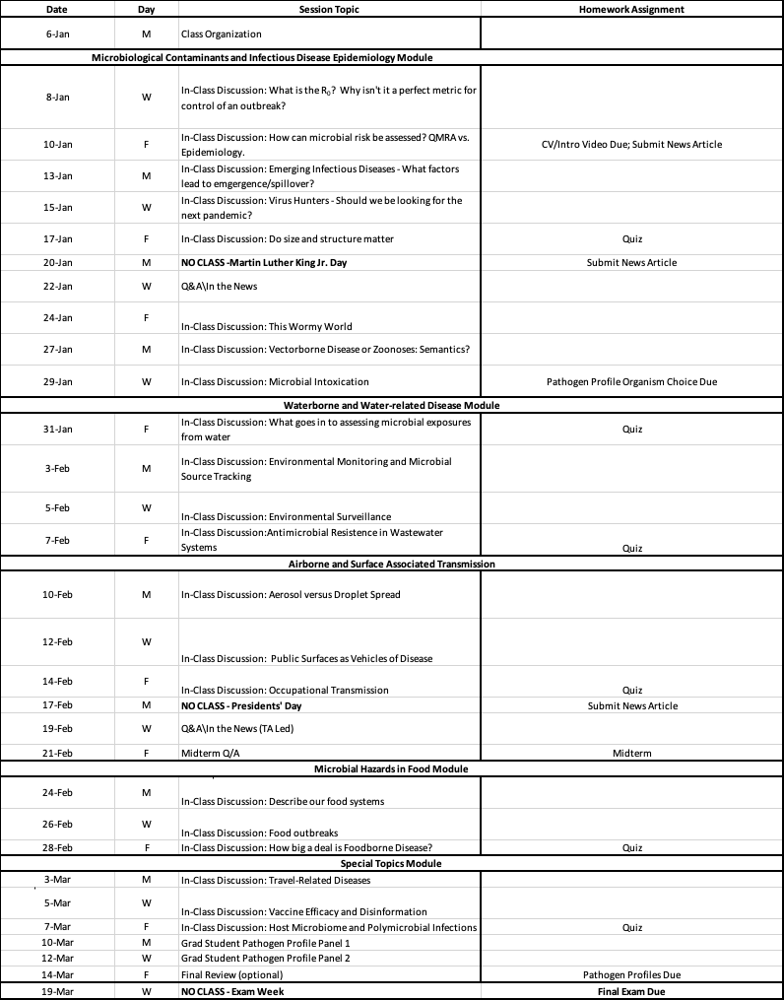 Date Day Session Topic Homework Assignment
6-Jan M Class Organization
Microbiological Contaminants and Infectious Disease Epidemiology Module
8-Jan W In-Class Discussion: What is the R₀? Why isn't it a perfect metric for
control of an outbreak?
10-Jan F In-Class Discussion: How can microbial risk be assessed? QMRA vs.
Epidemiology. CV/Intro Video Due; Submit News Article
13-Jan M In-Class Discussion: Emerging Infectious Diseases - What factors
lead to emgergence/spillover?
15-Jan W In-Class Discussion: Virus Hunters - Should we be looking for the
next pandemic?
17-Jan F In-Class Discussion: Do size and structure matter Quiz
20-Jan M NO CLASS -Martin Luther King Jr. Day Submit News Article
22-Jan W Q&A\In the News
24-Jan F In-Class Discussion: This Wormy World
27-Jan M In-Class Discussion: Vectorborne Disease or Zoonoses: Semantics?
29-Jan W In-Class Discussion: Microbial Intoxication Pathogen Profile Organism Choice Due
Waterborne and Water-related Disease Module
31-Jan F In-Class Discussion: What goes in to assessing microbial exposures
from water Quiz
3-Feb M In-Class Discussion: Environmental Monitoring and Microbial
Source Tracking
5-Feb W In-Class Discussion: Environmental Surveillance
7-Feb F In-Class Discussion:Antimicrobial Resistence in Wastewater
Systems Quiz
Airborne and Surface Associated Transmission
10-Feb M In-Class Discussion: Aerosol versus Droplet Spread
12-Feb W In-Class Discussion: Public Surfaces as Vehicles of Disease
14-Feb F In-Class Discussion: Occupational Transmission Quiz
17-Feb M NO CLASS - Presidents' Day Submit News Article
19-Feb W Q&A\In the News (TA Led)
21-Feb F Midterm Q/A Midterm
Microbial Hazards in Food Module
24-Feb M In-Class Discussion: Describe our food systems
26-Feb W In-Class Discussion: Food outbreaks
28-Feb F In-Class Discussion: How big a deal is Foodborne Disease? Quiz
Special Topics Module
3-Mar M In-Class Discussion: Travel-Related Diseases
5-Mar W In-Class Discussion: Vaccine Efficacy and Disinformation
7-Mar F In-Class Discussion: Host Microbiome and Polymicrobial Infections Quiz
10-Mar M Grad Student Pathogen Profile Panel 1
12-Mar W Grad Student Pathogen Profile Panel 2
14-Mar F Final Review (optional) Pathogen Profiles Due
19-Mar W NO CLASS - Exam Week Final Exam Due